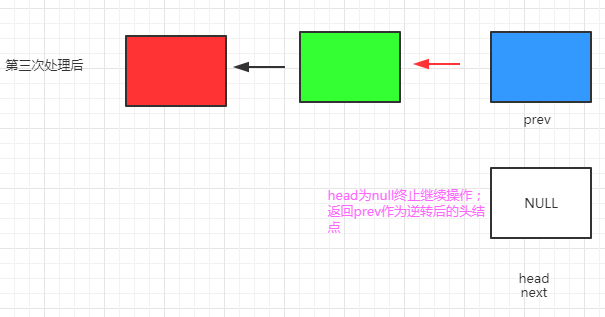 第三次处理后
prev
head为null终止继续操作；
返回prev作为逆转后的头结
点
NULL
head
next